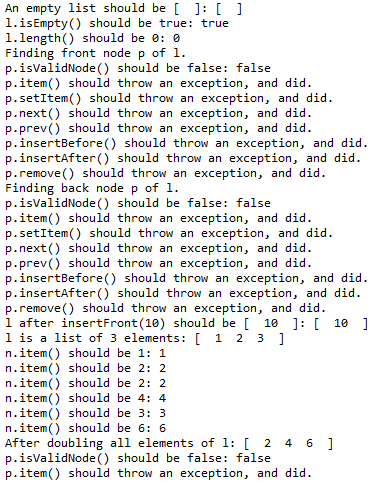 An empty list should be [  ]: [  ]
l.isEmpty() should be true: true
l.length() should be 0: 0
Finding front node p of l.
p.isValidNode() should be false: false
p.item() should throw an exception, and did.
p.setItem() should throw an exception, and did.
p.next() should throw an exception, and did.
p.prev() should throw an exception, and did.
p.insertBefore() should throw an exception, and did.
p.insertAfter() should throw an exception, and did.
p.remove() should throw an exception, and did.
Finding back node p of l.
p.isValidNode() should be false: false
p.item() should throw an exception, and did.
p.setItem() should throw an exception, and did.
p.next() should throw an exception, and did.
p.prev() should throw an exception, and did.
p.insertBefore() should throw an exception, and did.
p.insertAfter() should throw an exception, and did.
p.remove() should throw an exception, and did.
l after insertFront(10) should be [  10  ]: [  10  ]
l is a list of 3 elements: [  1  2  3  ]
n.item() should be 1: 1
n.item() should be 2: 2
n.item() should be 2: 2
n.item() should be 4: 4
n.item() should be 3: 3
n.item() should be 6: 6
After doubling all elements of l: [  2  4  6  ]
p.isValidNode() should be false: false
p.item() should throw an exception, and did.